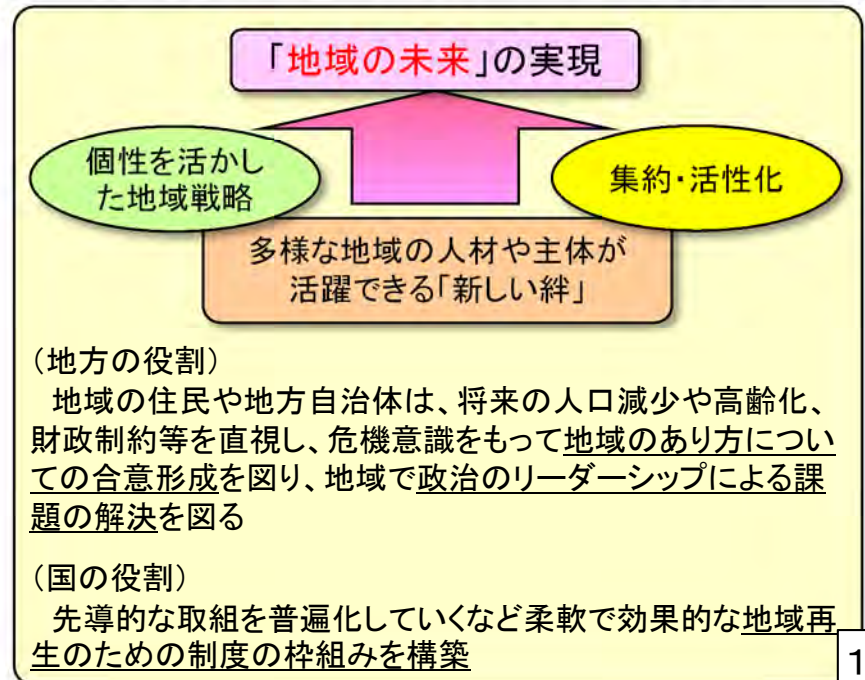 「地域の未来」の実現
個性を活かし
た地域戦略
集約・活性化
多様な地域の人材や主体が
活躍できる「新しい絆」
（地方の役割）
地域の住民や地方自治体は、将来の人口減少や高齢化、
財政制約等を直視し、危機意識をもって地域のあり方につい
ての合意形成を図り、地域で政治のリーダーシップによる課
題の解決を図る
（国の役割）
先導的な取組を普遍化していくなど柔軟で効果的な地域再
生のための制度の枠組みを構築
1